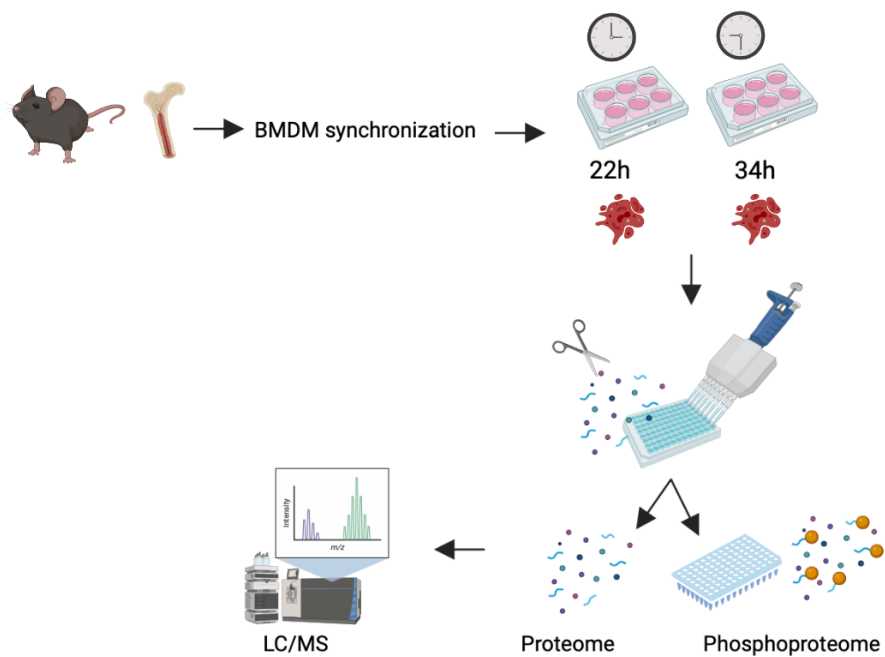 BMDM synchronization
22h
34h
Intensity
m/z
LC/MS
Proteome
Phosphoproteome